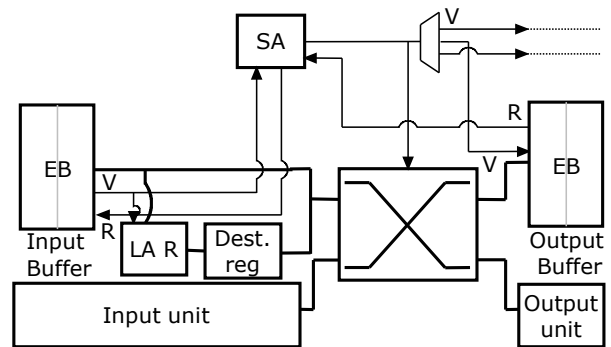 V
SA
R
EB
EB
V
V
R
Input
Buffer
LA R
Dest.
reg
Output
Buffer
Input unit
Output
unit